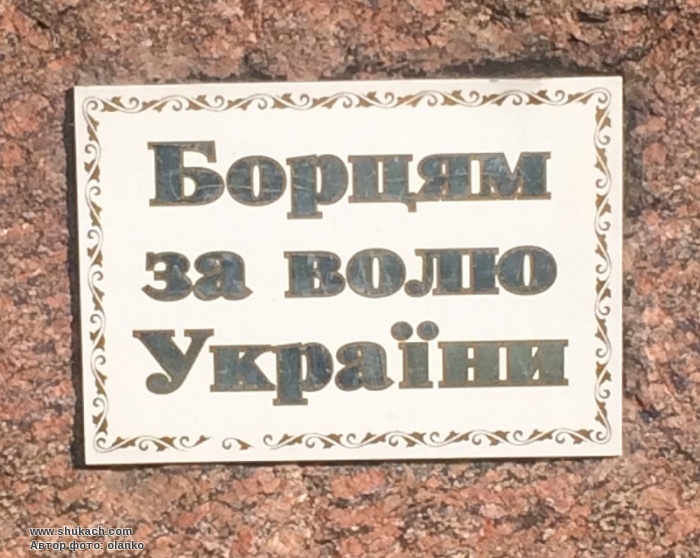 Борцям
за волю
України
www.shukach.com
Автор фото: olanko